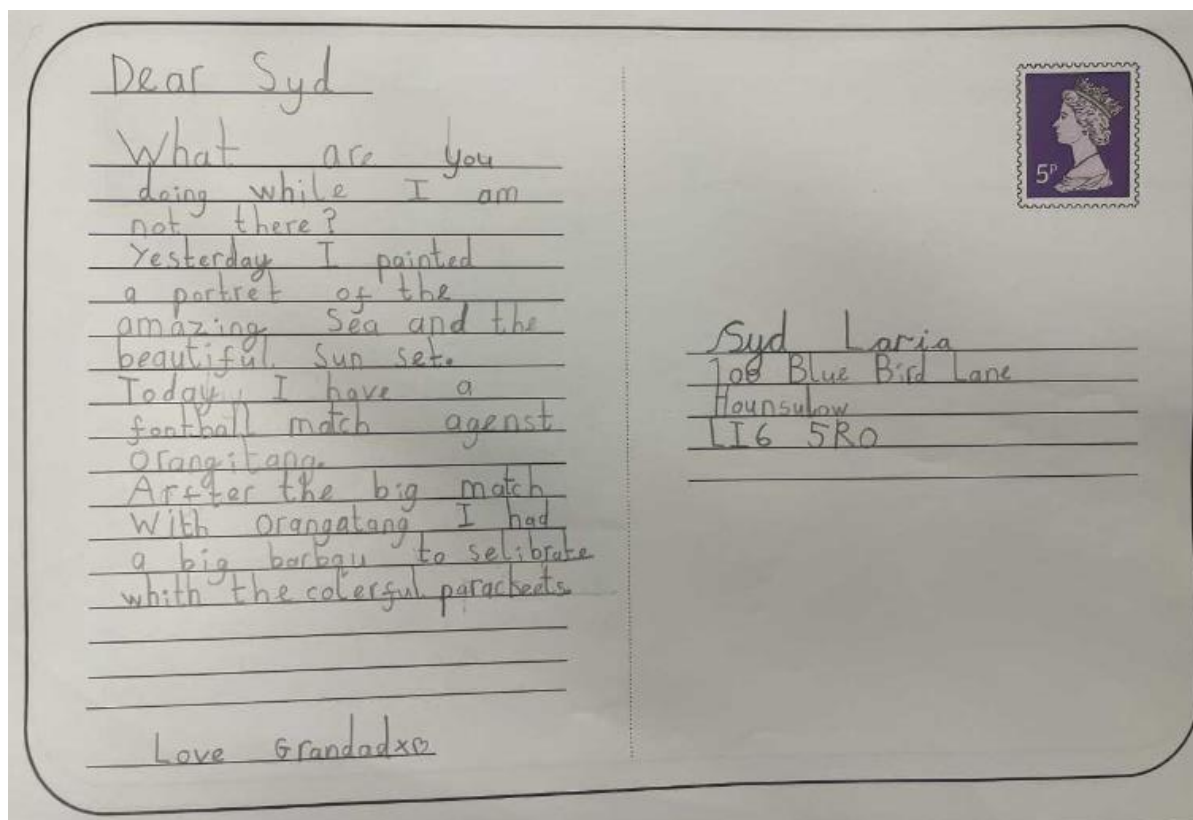 Dear Syd
What are you
doing while I am
not there?
Yesterday I painted
a portret of the
amazing Sea and the
beautiful Sun set.
Today, I have a
football match agenst
Orangitang.
Arfter the big match
With orangatang I had
a big barbqu to selibrate
whith the colerful paracheets.
Love Grandadx♡
5P
Syd Laria
108 Blue Bird Lane
Hounsulow
LI6 5RO